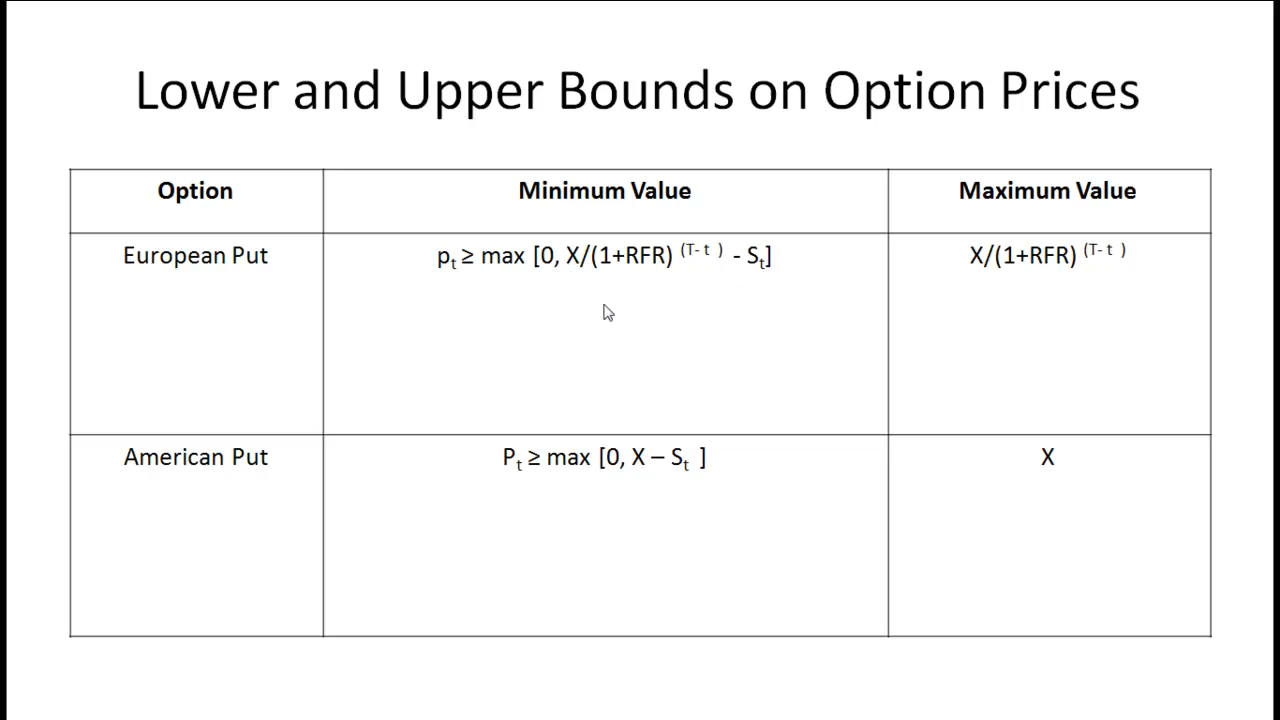 Lower and Upper Bounds on Option Prices
Option Minimum Value Maximum Value
European Put pt ≥ max [0, X/(1+RFR) (T- t ) - St] X/(1+RFR) (T- t )
American Put Pt ≥ max [0, X – St ] X